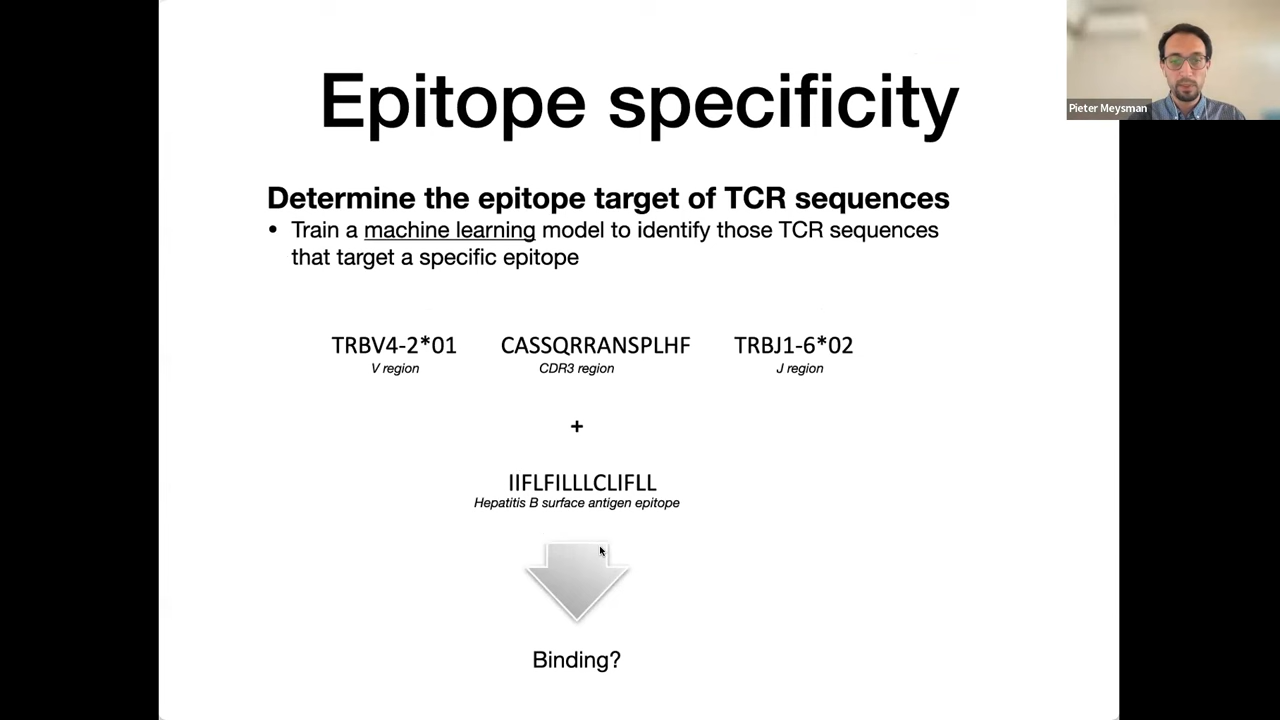 Epitope specificity
Pieter Meysman
Determine the epitope target of TCR sequences
• Train a machine learning model to identify those TCR sequences
that target a specific epitope
TRBV4-2*01 CASSQRRANSPLHF TRBJ1-6*02
V region CDR3 region J region
+
IIFLFILLLCLIFLL
Hepatitis B surface antigen epitope
Binding?